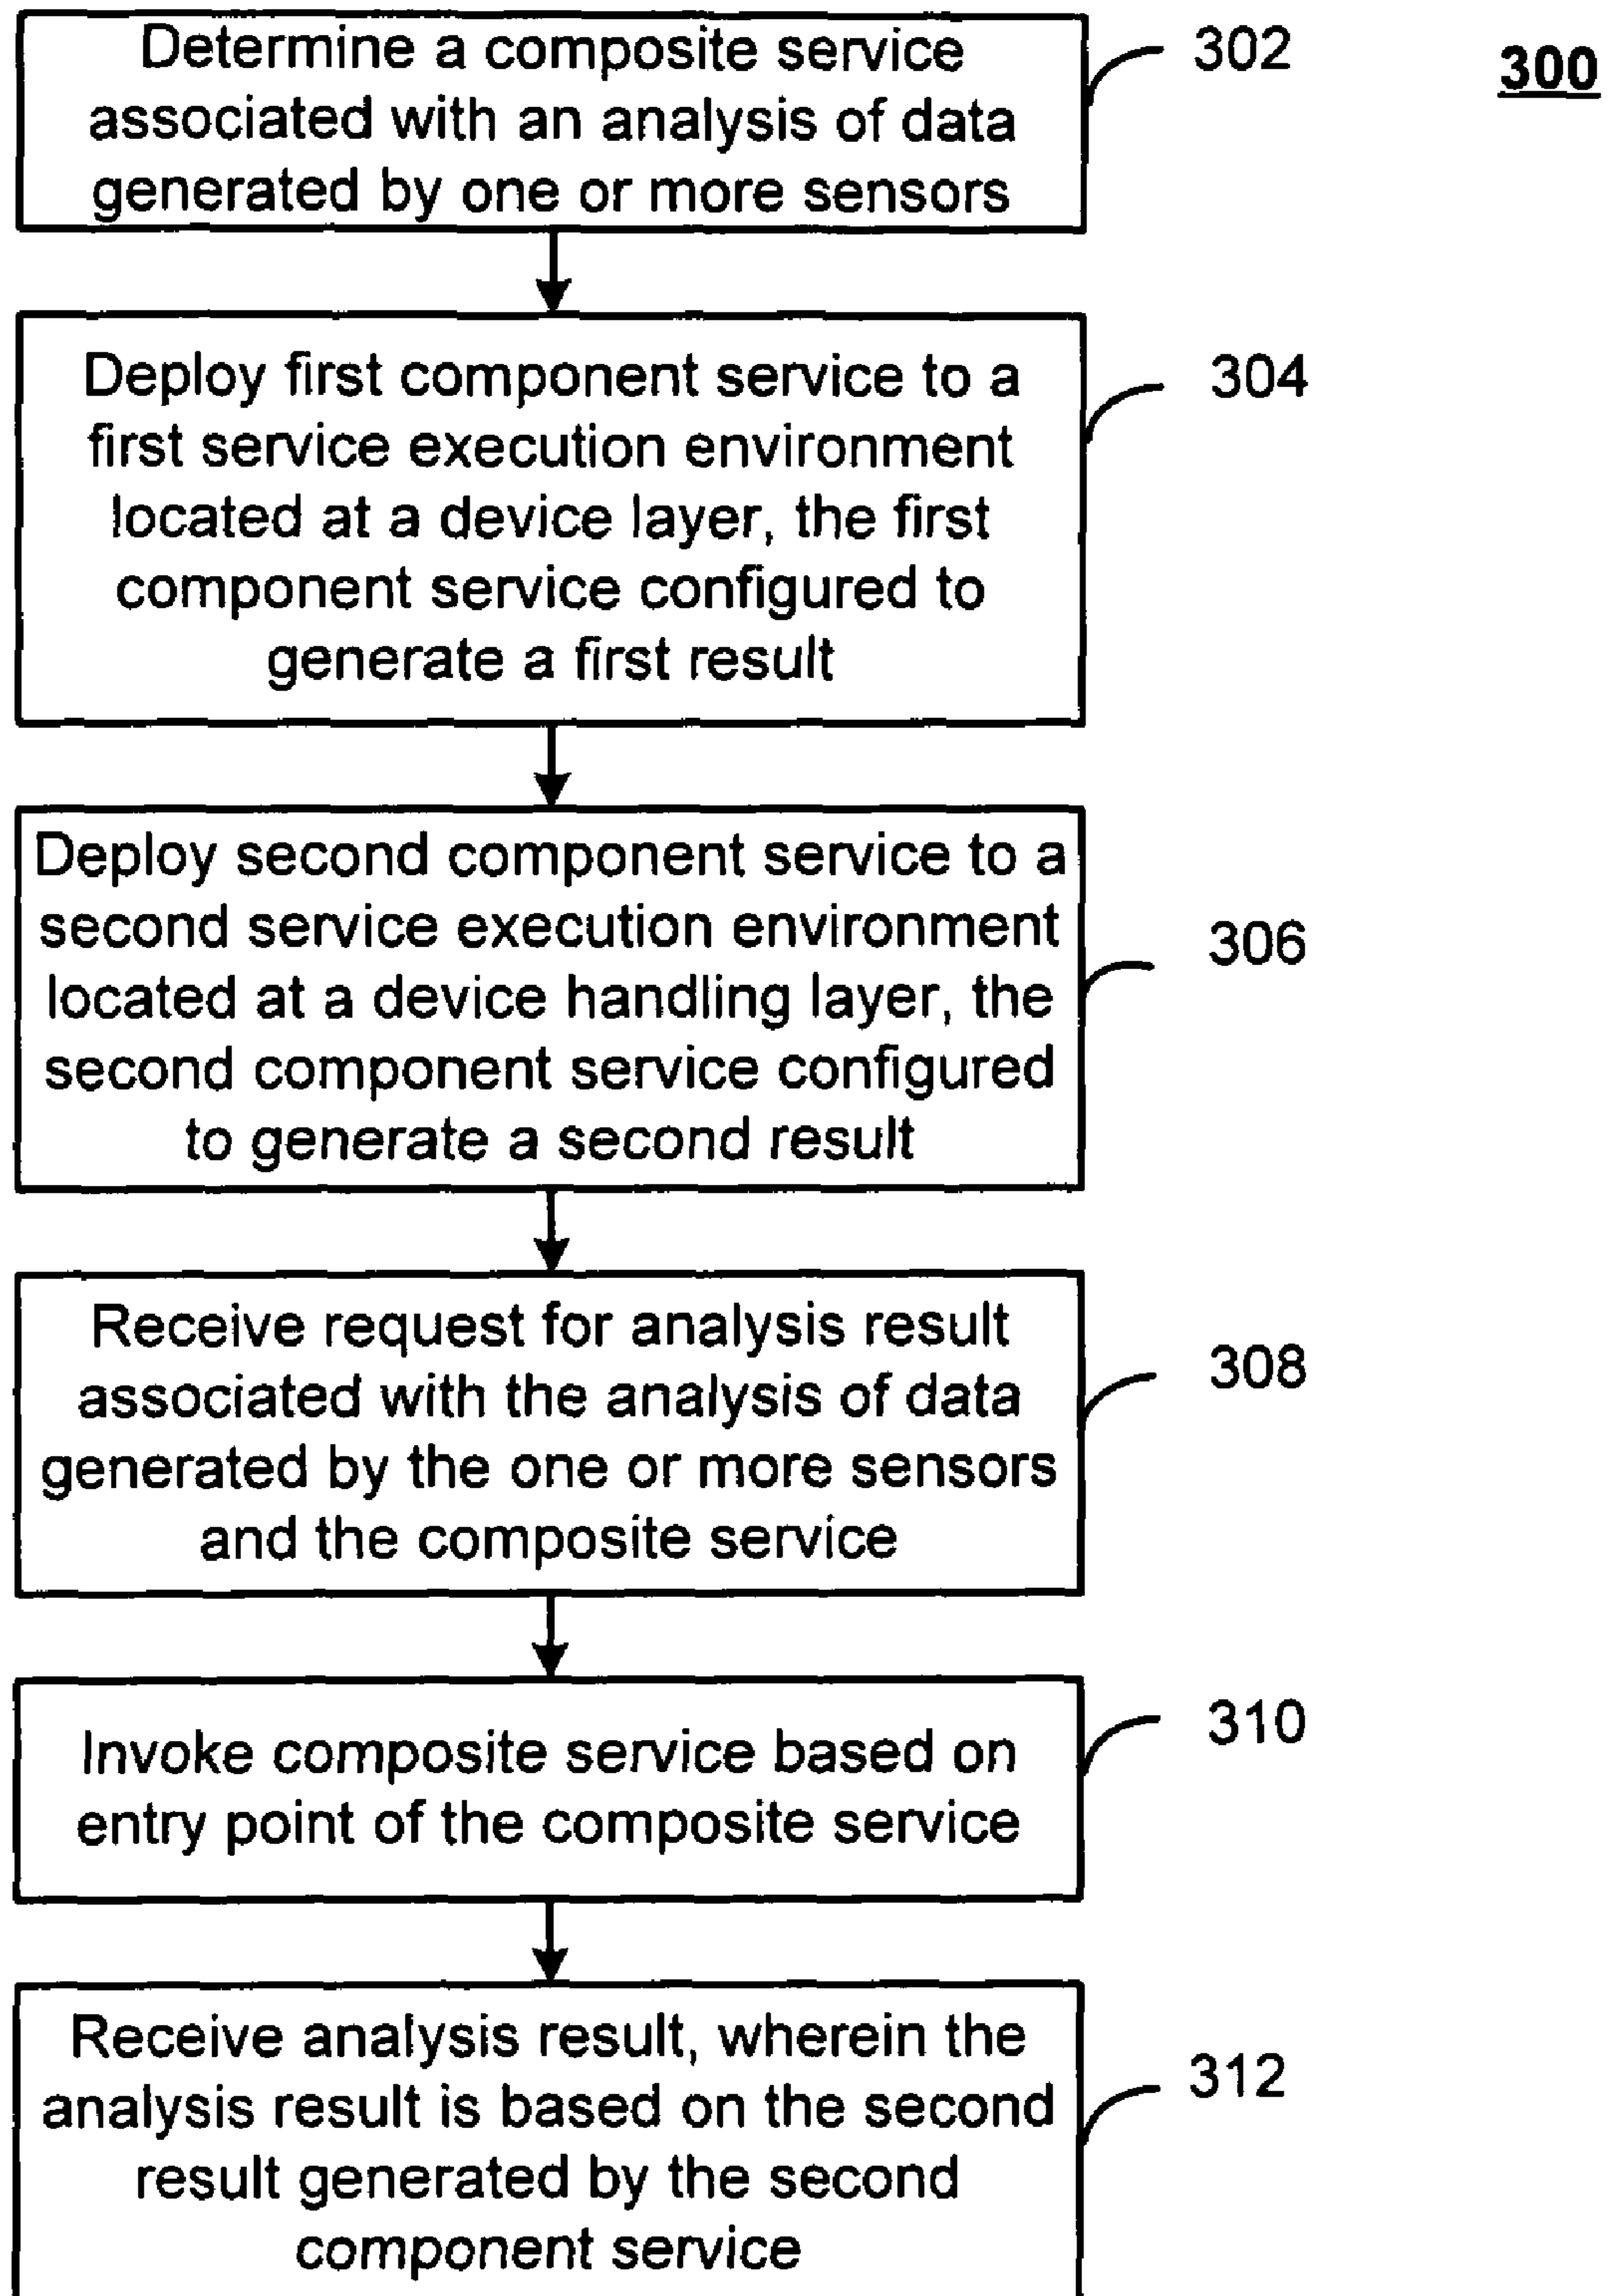 300
Determine a composite service
associated with an analysis of data
generated by one or more sensors
302
Deploy first component service to a
first service execution environment
located at a device layer, the first
component service configured to
generate a first result
304
Deploy second component service to a
second service execution environment
located at a device handling layer, the
second component service configured
to generate a second result
306
Receive request for analysis result
associated with the analysis of data
generated by the one or more sensors
and the composite service
308
Invoke composite service based on
entry point of the composite service
310
Receive analysis result, wherein the
analysis result is based on the second
result generated by the second
component service
312